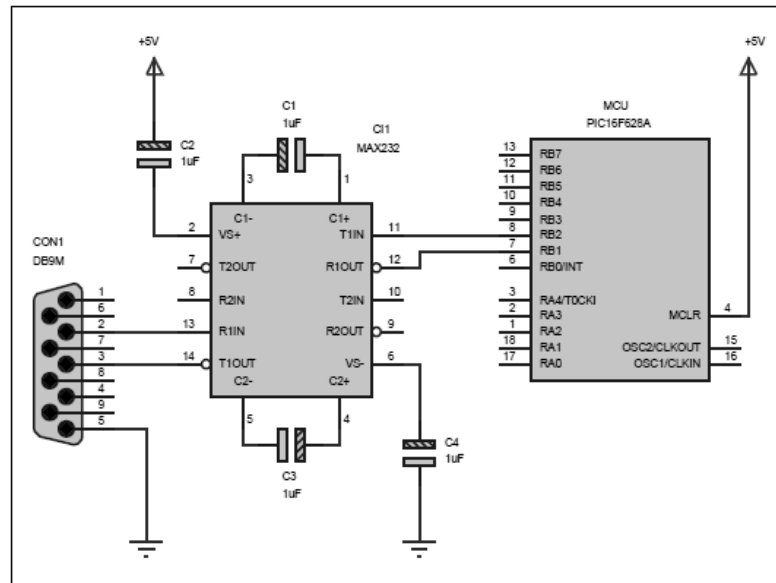 +5V
+5V
C1
1uF
CI1
MAX232
MCU
PIC16F628A
C2
1uF
3
1
C1-
C1+
2
VS+
T1IN
11
7
T2OUT
R1OUT
12
8
R2IN
T2IN
10
13
R1IN
R2OUT
9
14
T1OUT
VS-
6
C2-
C2+
5
4
C3
1uF
C4
1uF
CON1
DB9M
1
6
2
7
3
8
4
9
5
13
RB7
12
RB6
11
RB5
10
RB4
9
RB3
8
RB2
7
RB1
6
RB0/INT
3
RA4/T0CKI
2
RA3
1
RA2
18
RA1
17
RA0
MCLR
4
OSC2/CLKOUT
15
OSC1/CLKIN
16